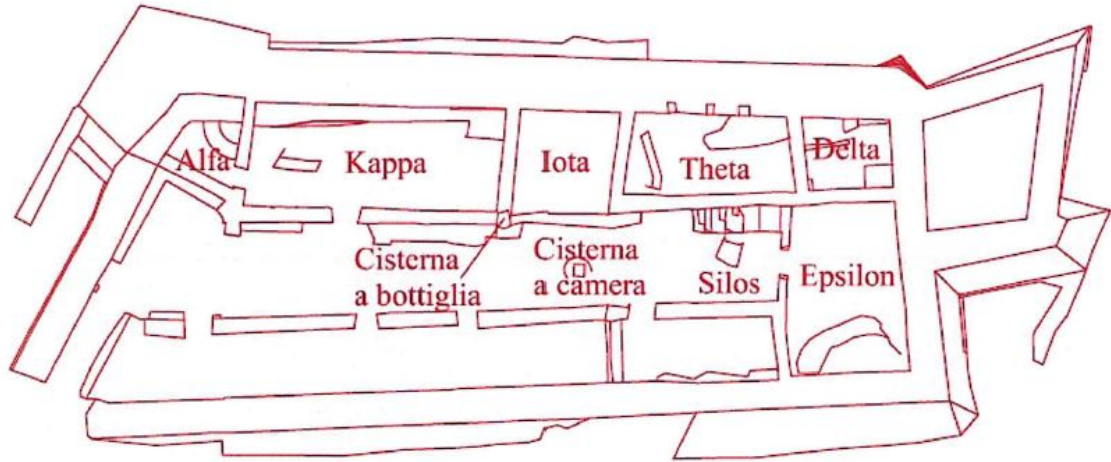 Alfa
Kappa
Iota
Theta
Delta
Cisterna
a bottiglia
Cisterna
a camera
Silos
Epsilon